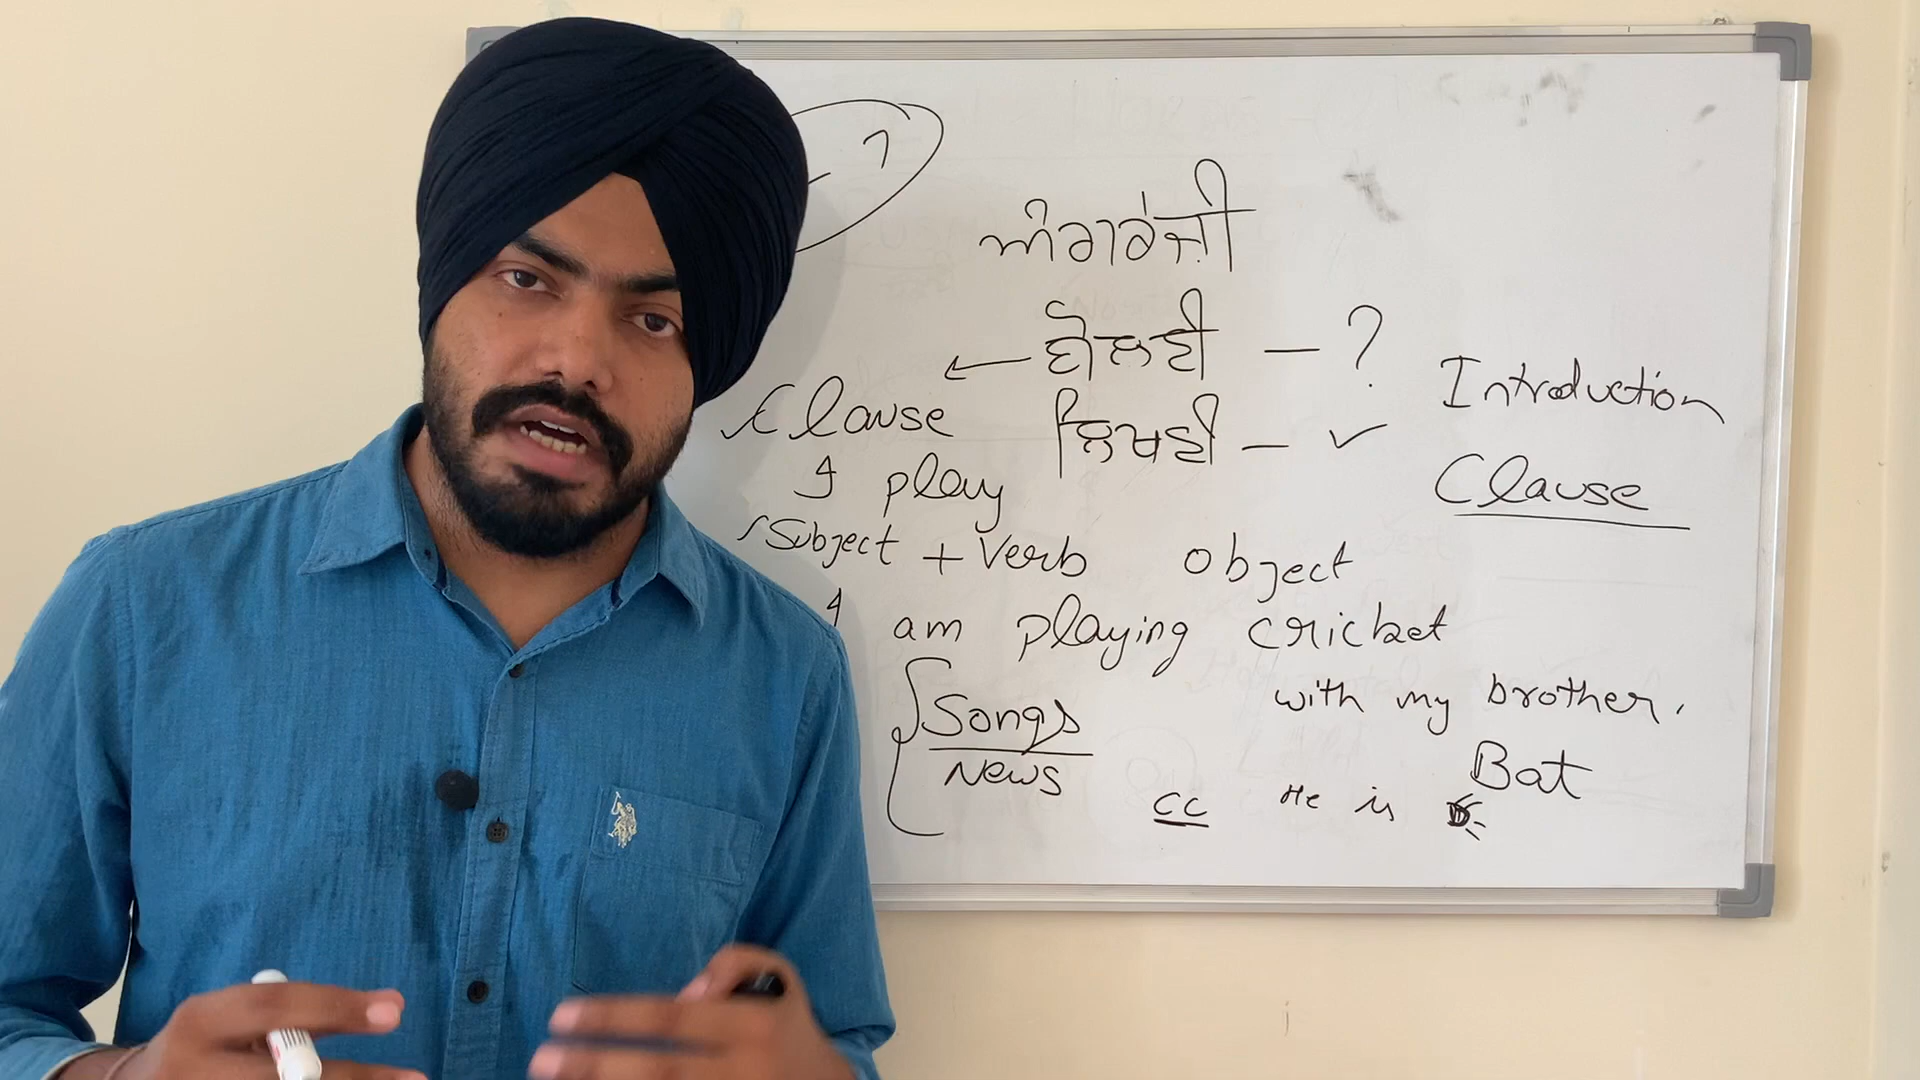 - 1
ਅੰਗਰੇਜ਼ੀ
ਬੋਲਣੀ - ?
Introduction
Clause
ਲਿਖਣੀ - ✓
I play
Clause
Subject + Verb object
I am playing cricket
with my brother.
Songs
News
Bat
CC He is